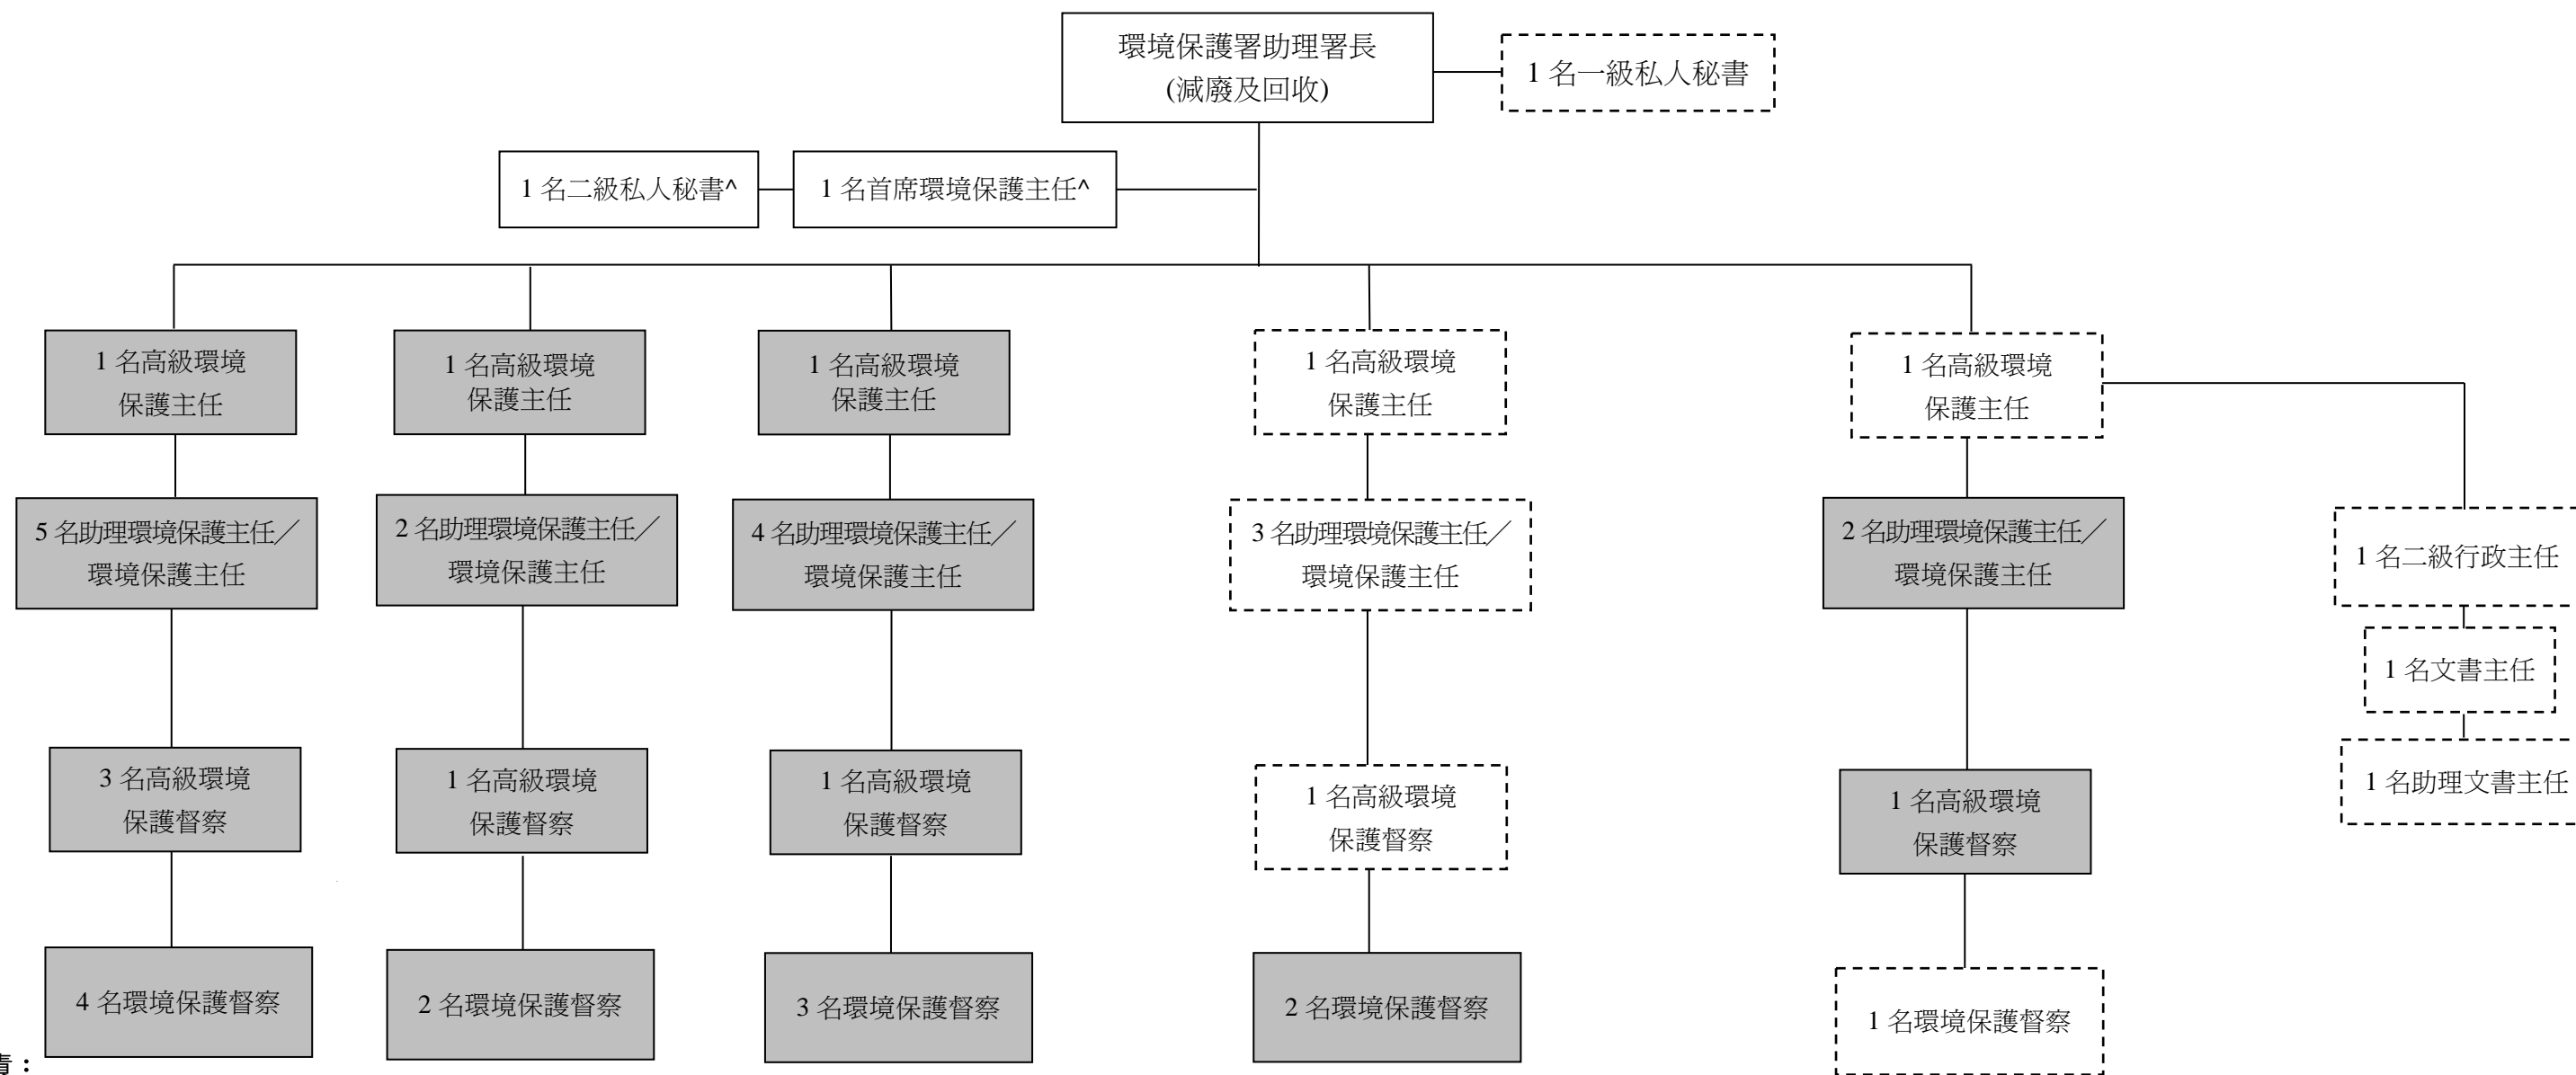 環境保護署助理署長
(減廢及回收)
1 名一級私人秘書
1 名二級私人秘書^
1 名首席環境保護主任^
1 名高級環境
保護主任
1 名高級環境
保護主任
1 名高級環境
保護主任
1 名高級環境
保護主任
1 名高級環境
保護主任
5 名助理環境保護主任／
環境保護主任
2 名助理環境保護主任／
環境保護主任
4 名助理環境保護主任／
環境保護主任
3 名助理環境保護主任／
環境保護主任
2 名助理環境保護主任／
環境保護主任
1 名二級行政主任
1 名文書主任
1 名助理文書主任
3 名高級環境
保護督察
1 名高級環境
保護督察
1 名高級環境
保護督察
1 名高級環境
保護督察
1 名高級環境
保護督察
4 名環境保護督察
2 名環境保護督察
3 名環境保護督察
2 名環境保護督察
1 名環境保護督察
責：